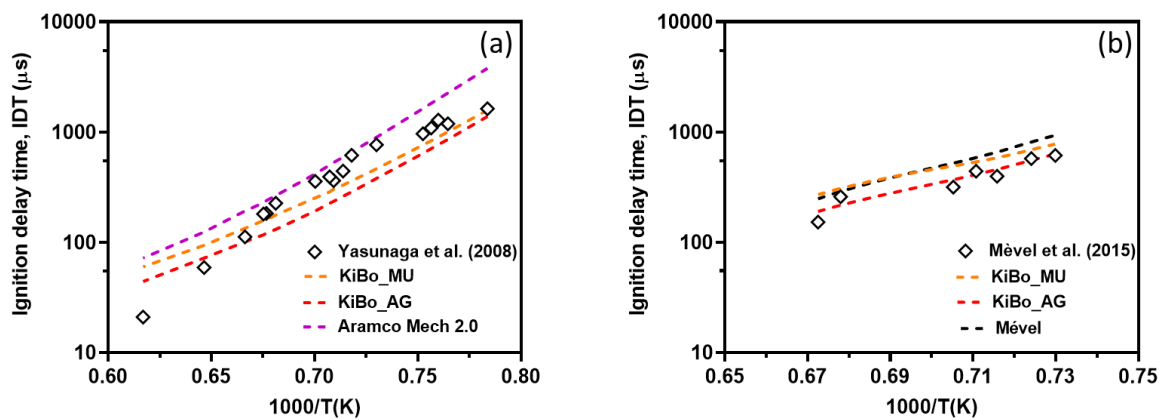 (a)
Ignition delay time, IDT (μs)
10000
1000
100
10
0.60 0.65 0.70 0.75 0.80
1000/T(K)
Yasunaga et al. (2008)
KiBo_MU
KiBo_AG
Aramco Mech 2.0
(b)
Ignition delay time, IDT (μs)
10000
1000
100
10
0.65 0.67 0.69 0.71 0.73 0.75
1000/T(K)
Mèvel et al. (2015)
KiBo_MU
KiBo_AG
Mével